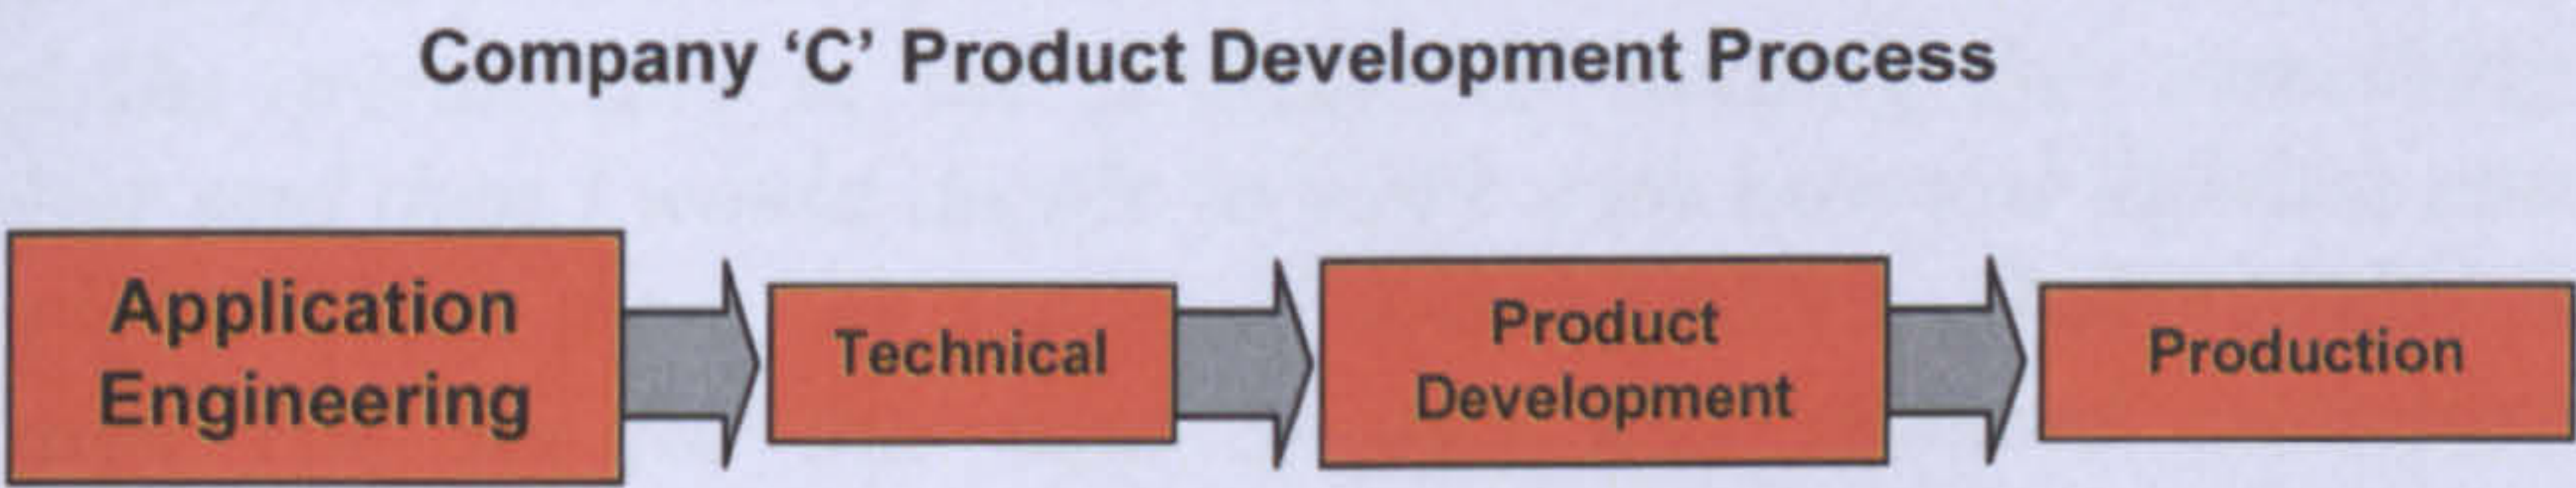 Company ‘C’ Product Development Process
Application
Engineering
Technical
Product
Development
Production